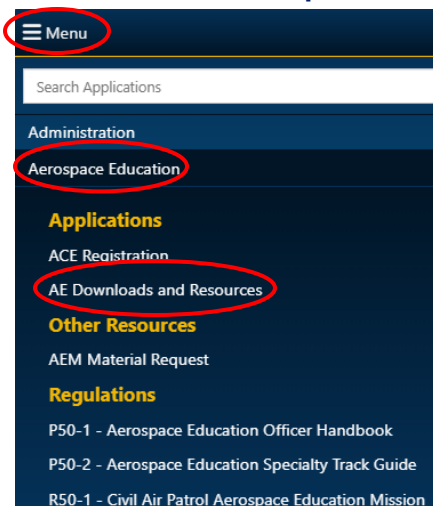 Menu
Search Applications
Administration
Aerospace Education
Applications
ACE Registration
AE Downloads and Resources
Other Resources
AEM Material Request
Regulations
P50-1 - Aerospace Education Officer Handbook
P50-2 - Aerospace Education Specialty Track Guide
R50-1 - Civil Air Patrol Aerospace Education Mission